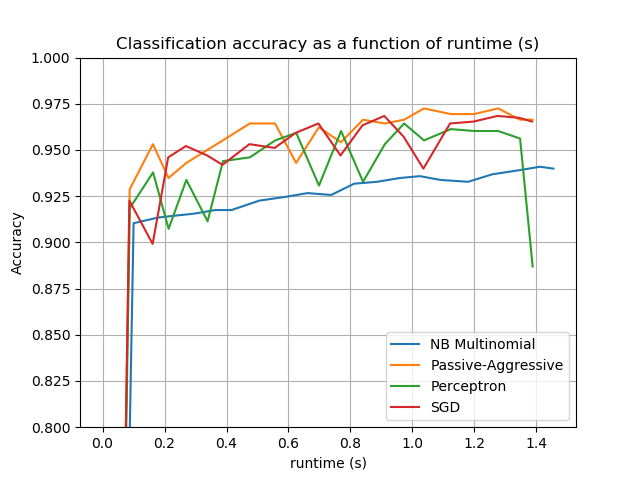 Classification accuracy as a function of runtime (s)
1.000
0.975
0.950
0.925
0.900
0.875
0.850
0.825
0.800
Accuracy
NB Multinomial
Passive-Aggressive
Perceptron
SGD
0.0 0.2 0.4 0.6 0.8 1.0 1.2 1.4
runtime (s)